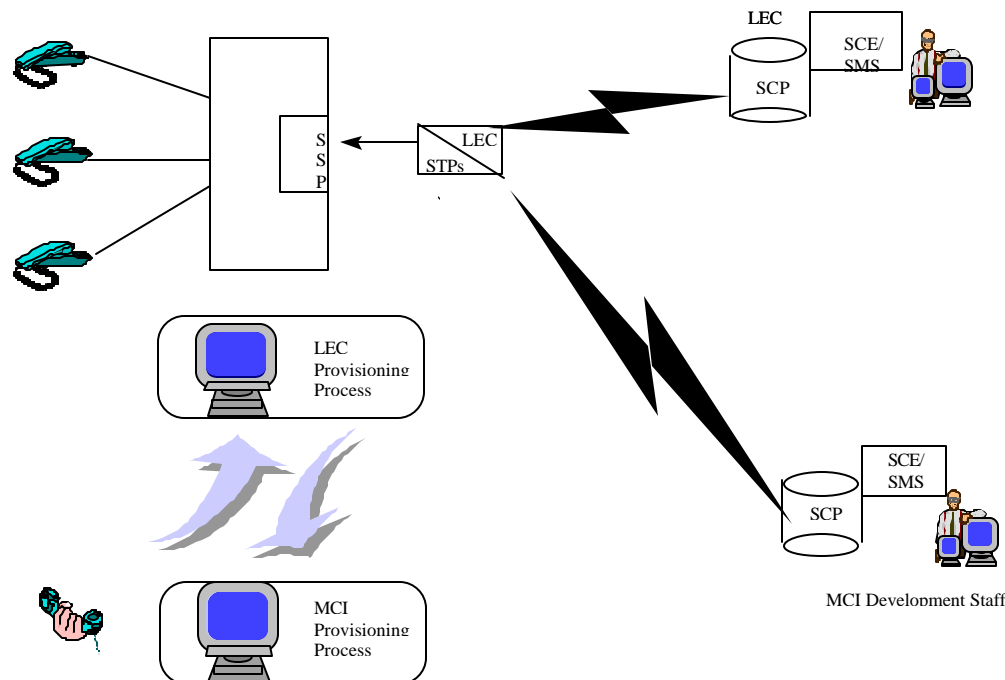 LEC
SCE/
SMS
SCP
S
S
P
LEC
STPs
LEC
Provisioning
Process
SCE/
SMS
SCP
MCI Development Staff
MCI
Provisioning
Process